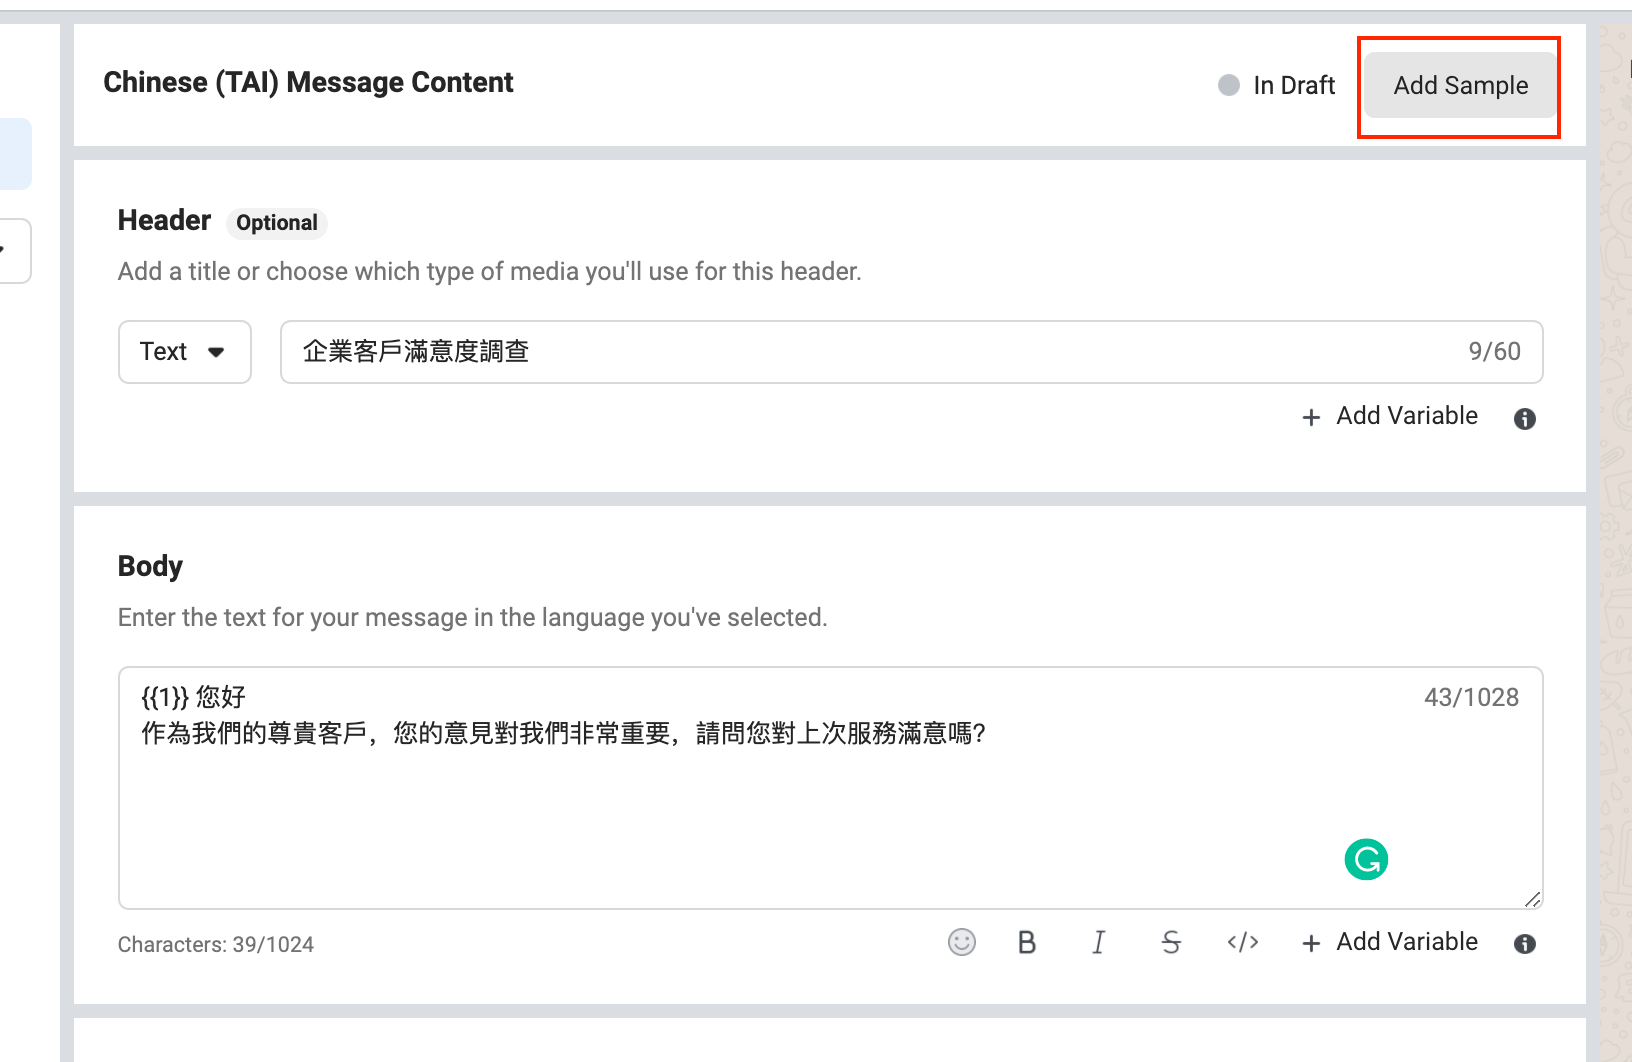 Chinese (TAI) Message Content
In Draft
Add Sample
Header
Optional
Add a title or choose which type of media you'll use for this header.
Text
企業客戶滿意度調查
9/60
+ Add Variable
Body
Enter the text for your message in the language you've selected.
{{1}} 您好
43/1028
作為我們的尊貴客戶，您的意見對我們非常重要，請問您對上次服務滿意嗎?
Characters: 39/1024
B I S </> + Add Variable